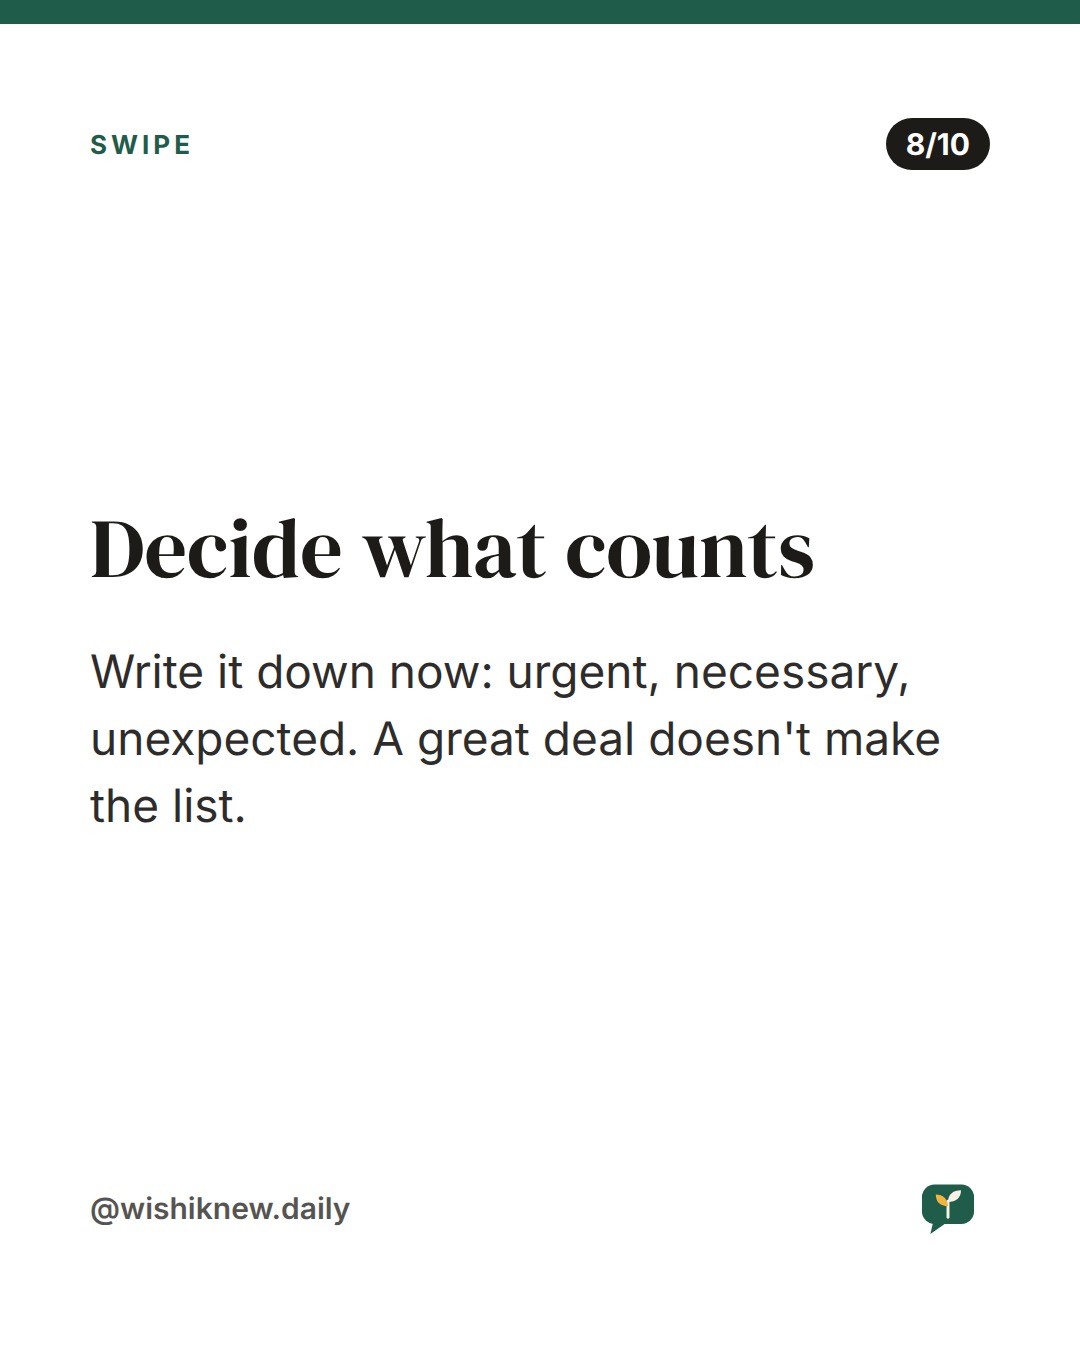 SWIPE
8/10
Decide what counts
Write it down now: urgent, necessary,
unexpected. A great deal doesn't make
the list.
@wishiknew.daily